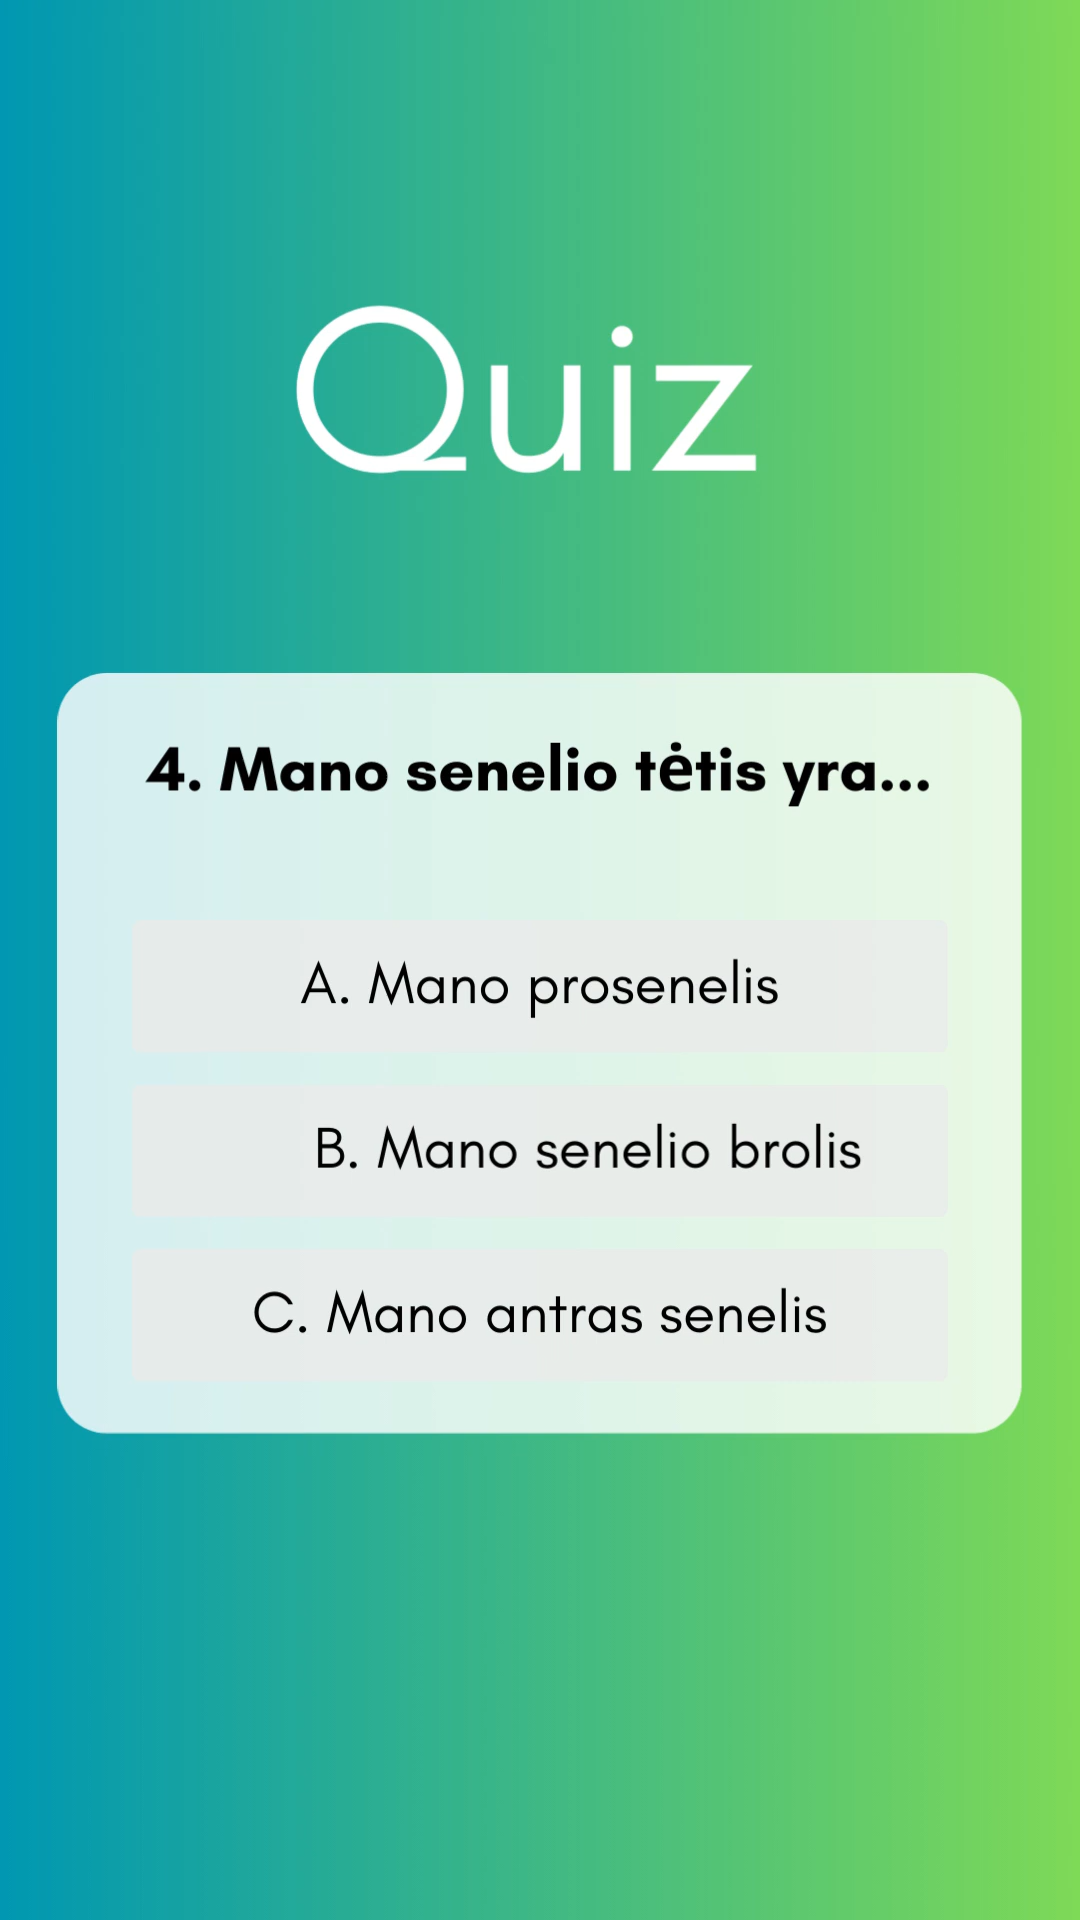 Quiz
4. Mano senelio tėtis yra...
A. Mano prosenelis
B. Mano senelio brolis
C. Mano antras senelis